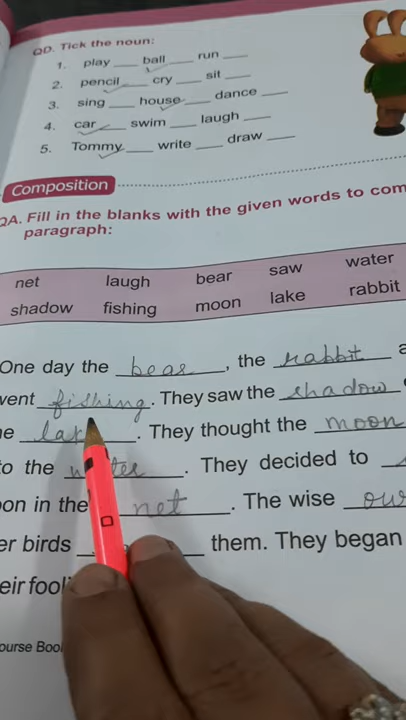 QD. Tick the noun:
1. play ___ ball ___ run ___
2. pencil ___ cry ___ sit ___
3. sing ___ house ___ dance ___
4. car ___ swim ___ laugh ___
5. Tommy ___ write ___ draw ___
Composition
QA. Fill in the blanks with the given words to com
paragraph:
net laugh bear saw water
shadow fishing moon lake rabbit
One day the bear, the rabbit a
vent fishing. They saw the shadow
e lak. They thought the moon
to the water. They decided to
on in the net. The wise ow
er birds ___ them. They began
eir fool
ourse Boo